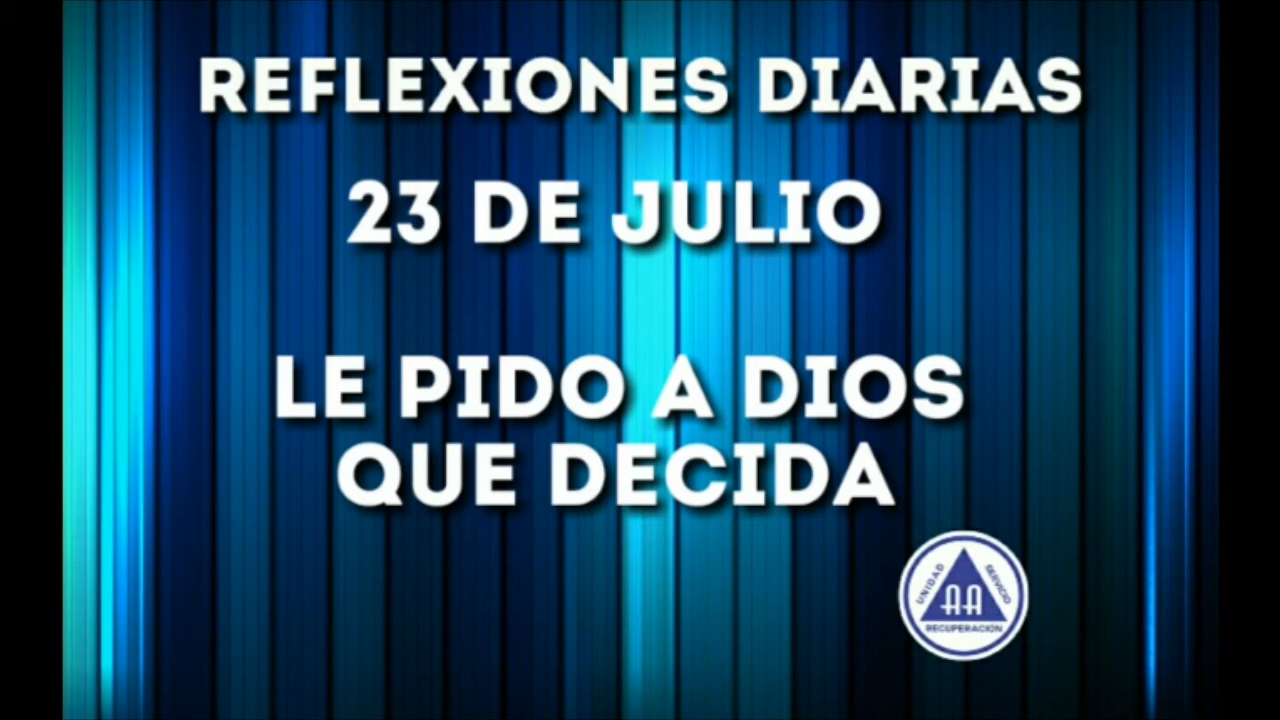 REFLEXIONES DIARIAS
23 DE JULIO
LE PIDO A DIOS
QUE DECIDA
UNIDAD
SERVICIO
AA
RECUPERACION